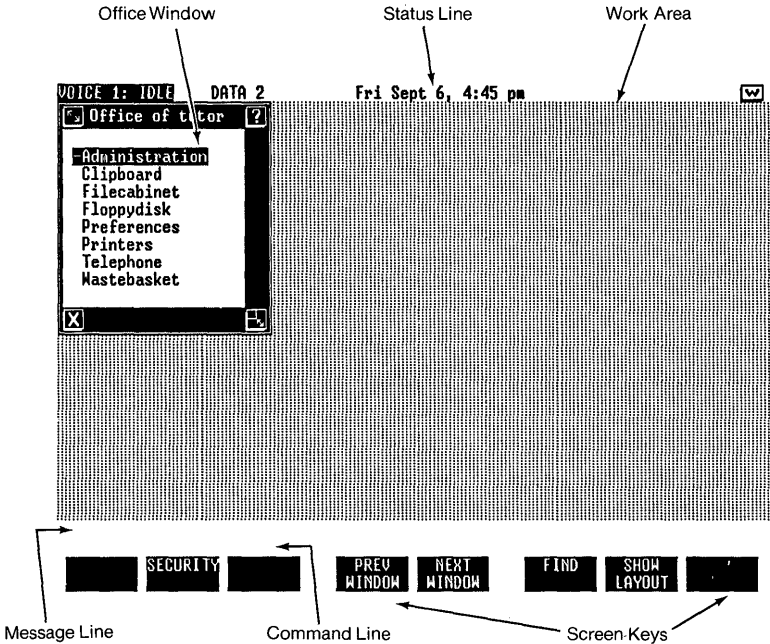 Office Window
Status Line
Work Area
VOICE 1: IDLE DATA 2 Fri Sept 6, 4:45 pm W
Office of tutor ?
-Administration
Clipboard
Filecabinet
Floppydisk
Preferences
Printers
Telephone
Wastebasket
X
SECURITY
PREV WINDOW
NEXT WINDOW
FIND
SHOW LAYOUT
Message Line
Command Line
Screen-Keys